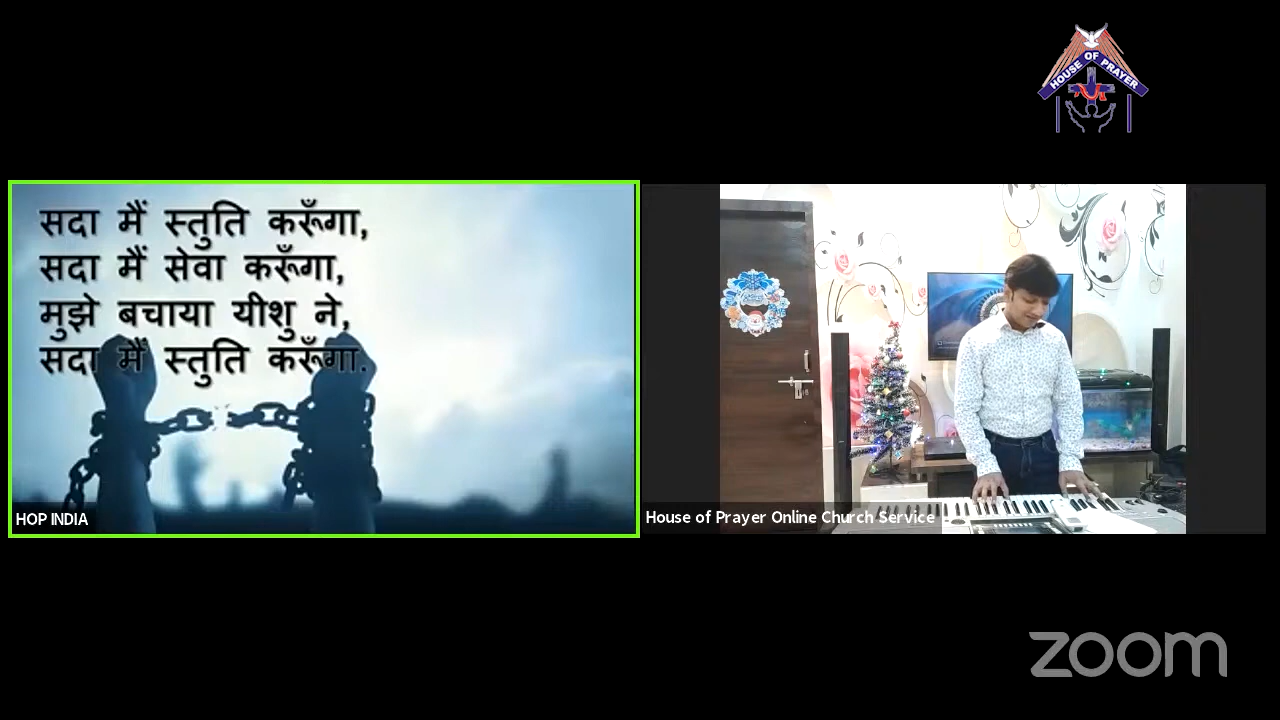 HOUSE OF PRAYER
सदा मैं स्तुति करूँगा,
सदा मैं सेवा करूँगा,
मुझे बचाया यीशु ने,
सदा मैं स्तुति करूँगा.
HOP INDIA
House of Prayer Online Church Service
zoom